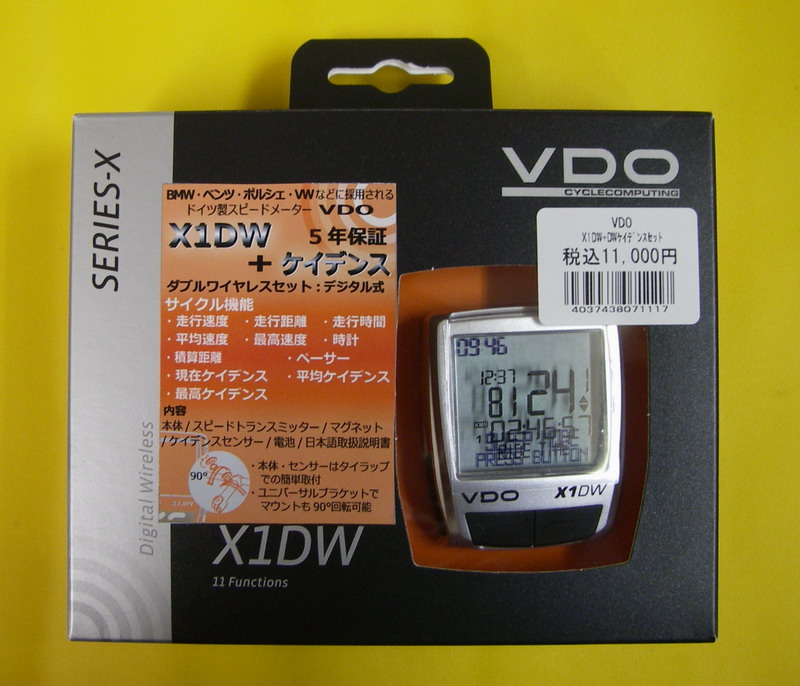 SERIES-X
VDO
CYCLECOMPUTING
BMW・ベンツ・ポルシェ・VWなどに採用される
ドイツ製スピードメーター VDO
X1DW 5年保証
+ ケイデンス
ダブルワイヤレスセット:デジタル式
サイクル機能
・走行速度 ・走行距離 ・走行時間
・平均速度 ・最高速度 ・時計
・積算距離 ・ペーサー
・現在ケイデンス ・平均ケイデンス
・最高ケイデンス
内容
本体/スピードトランスミッター/マグネット
/ケイデンスセンサー/電池/日本語取扱説明書
90°
・本体・センサーはタイラップ
での簡単取付
・ユニバーサルブラケットで
マウントも90°回転可能
VDO
X1DW+DWケイデンスセット
税込11,000円
4037438071117
0946
12:37
VDO X1DW
Digital Wireless
X1DW
11 Functions